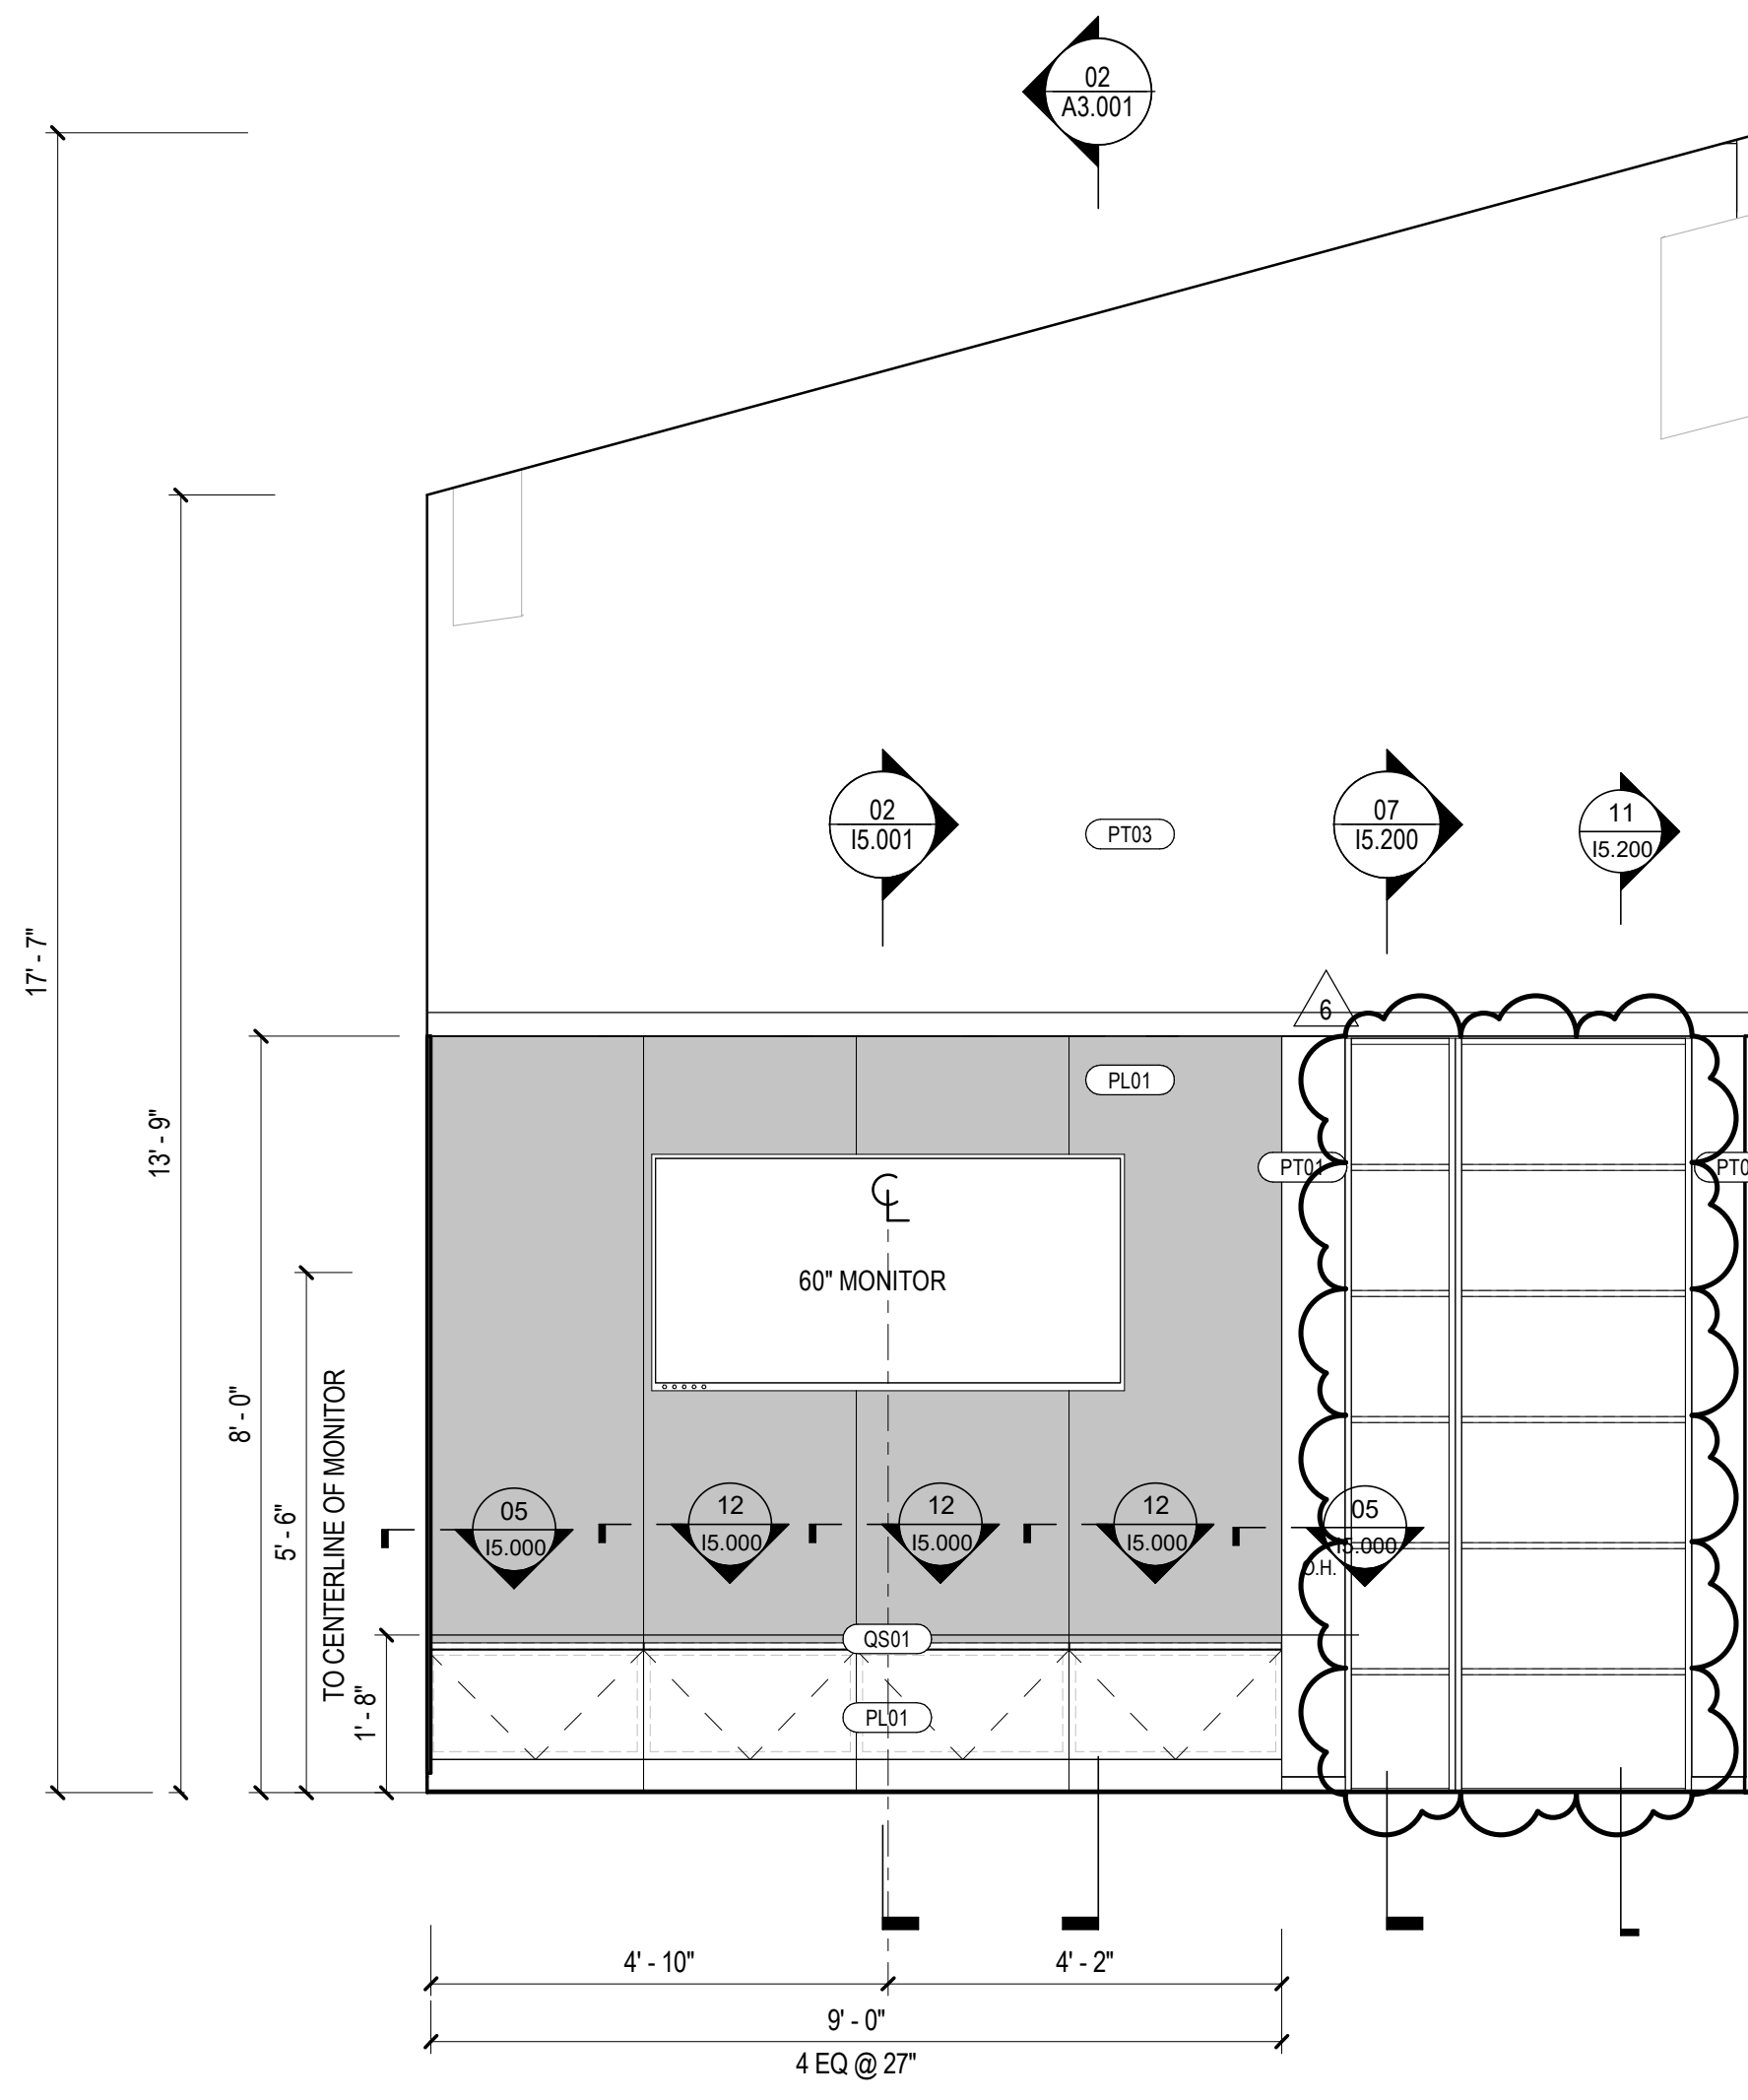 02
A3.001
17' - 7"
13' - 9"
02
I5.001
PT03
07
I5.200
11
I5.200
6
PL01
PT01
PT0
8' - 0"
5' - 6"
TO CENTERLINE OF MONITOR
1' - 8"
CL
60" MONITOR
05
I5.000
12
I5.000
12
I5.000
12
I5.000
05
I5.000
O.H.
QS01
PL01
4' - 10"
4' - 2"
9' - 0"
4 EQ @ 27"